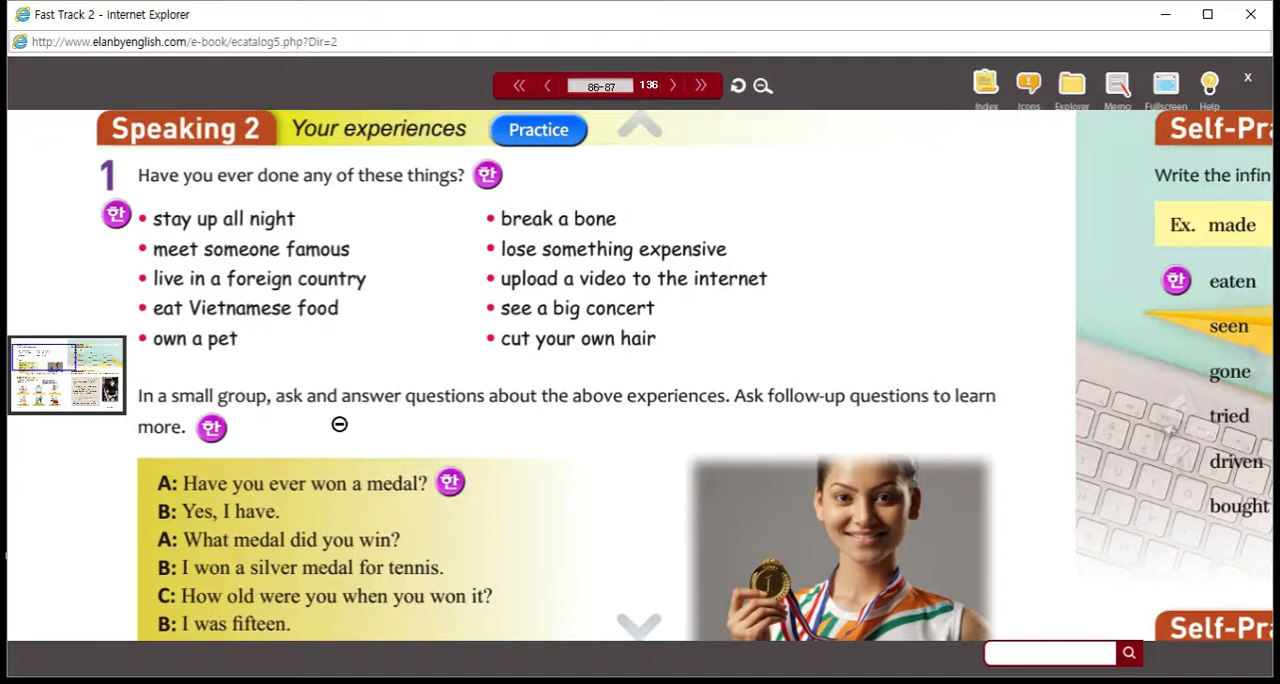 Fast Track 2 - Internet Explorer
http://www.elanbyenglish.com/e-book/ecatalog5.php?Dir=2
86-87 136
Index Icons Explorer Memo Fullscreen Help x
Speaking 2 Your experiences Practice
1 Have you ever done any of these things? 한
한
• stay up all night
• meet someone famous
• live in a foreign country
• eat Vietnamese food
• own a pet
• break a bone
• lose something expensive
• upload a video to the internet
• see a big concert
• cut your own hair
In a small group, ask and answer questions about the above experiences. Ask follow-up questions to learn
more. 한
A: Have you ever won a medal? 한
B: Yes, I have.
A: What medal did you win?
B: I won a silver medal for tennis.
C: How old were you when you won it?
B: I was fifteen.
Self-Pra
Write the infin
Ex. made
한 eaten
seen
gone
tried
driven
bought
Self-Pra